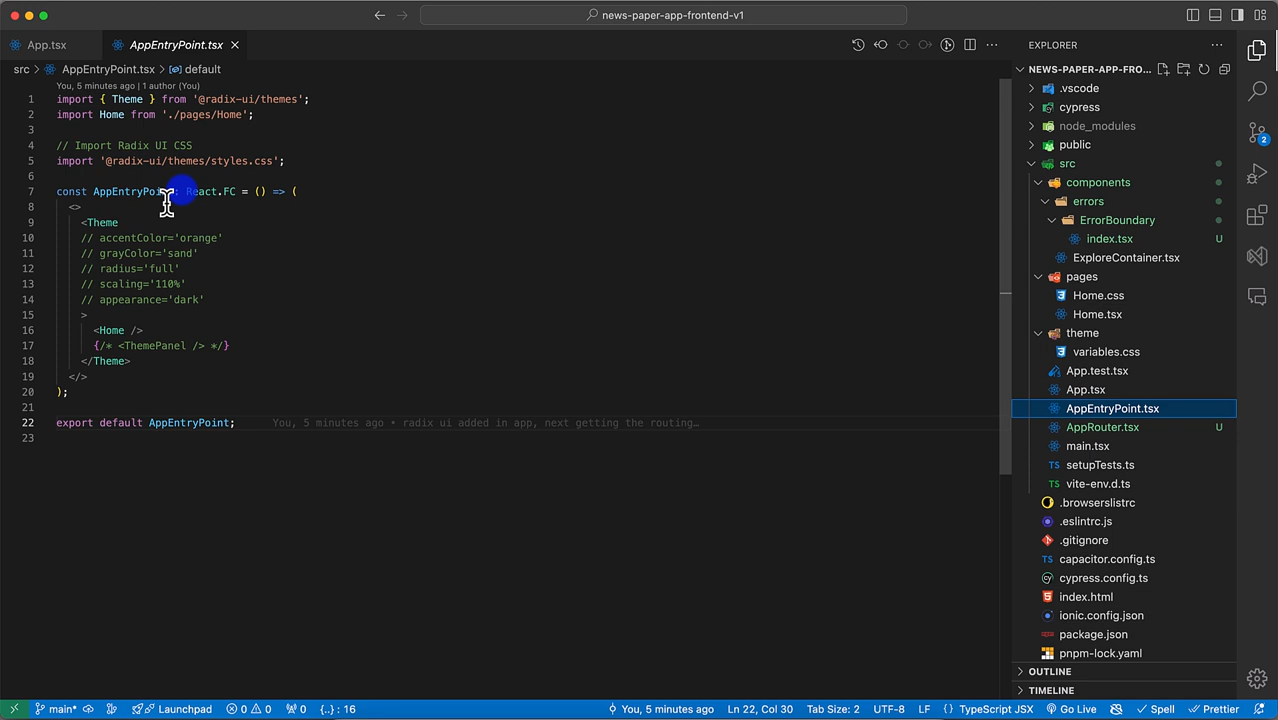 news-paper-app-frontend-v1
App.tsx
AppEntryPoint.tsx
EXPLORER
src > AppEntryPoint.tsx > default
NEWS-PAPER-APP-FRO...
You, 5 minutes ago | 1 author (You)
1 import { Theme } from '@radix-ui/themes';
2 import Home from './pages/Home';
3
4 // Import Radix UI CSS
5 import '@radix-ui/themes/styles.css';
6
7 const AppEntryPoint: React.FC = () => (
8 <>
9 <Theme
10 // accentColor='orange'
11 // grayColor='sand'
12 // radius='full'
13 // scaling='110%'
14 // appearance='dark'
15 >
16 <Home />
17 {/* <ThemePanel /> */}
18 </Theme>
19 </>
20 );
21
22 export default AppEntryPoint; You, 5 minutes ago • radix ui added in app, next getting the routing…
23
.vscode
cypress
node_modules
public
src
components
errors
ErrorBoundary
index.tsx U
ExploreContainer.tsx
pages
Home.css
Home.tsx
theme
variables.css
App.test.tsx
App.tsx
AppEntryPoint.tsx
AppRouter.tsx U
main.tsx
setupTests.ts
vite-env.d.ts
.browserslistrc
.eslintrc.js
.gitignore
capacitor.config.ts
cypress.config.ts
index.html
ionic.config.json
package.json
pnpm-lock.yaml
OUTLINE
TIMELINE
2
main* Launchpad 0 0 0 {..} : 16 You, 5 minutes ago Ln 22, Col 30 Tab Size: 2 UTF-8 LF {} TypeScript JSX Go Live Spell Prettier